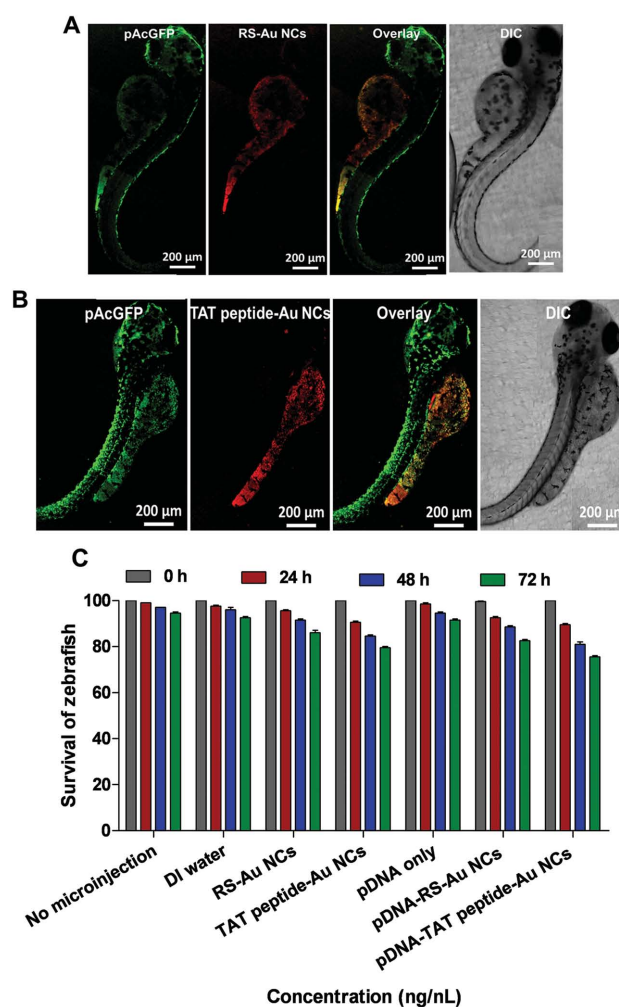 A
pAcGFP RS-Au NCs Overlay DIC
200 µm 200 µm 200 µm 200 µm
B
pAcGFP TAT peptide-Au NCs Overlay DIC
200 µm 200 µm 200 µm 200 µm
C
0 h 24 h 48 h 72 h
100
80
60
40
20
0
Survival of zebrafish
No microinjection
DI water
RS-Au NCs
TAT peptide-Au NCs
pDNA only
pDNA-RS-Au NCs
pDNA-TAT peptide-Au NCs
Concentration (ng/nL)